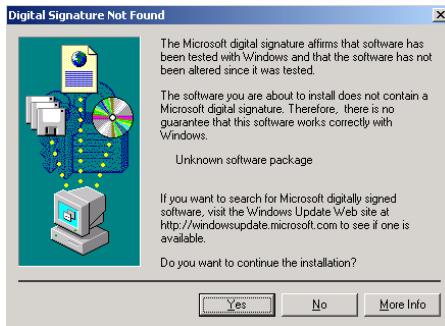 Digital Signature Not Found
The Microsoft digital signature affirms that software has
been tested with Windows and that the software has not
been altered since it was tested.
The software you are about to install does not contain a
Microsoft digital signature. Therefore, there is no
guarantee that this software works correctly with
Windows.
Unknown software package
If you want to search for Microsoft digitally signed
software, visit the Windows Update Web site at
http://windowsupdate.microsoft.com to see if one is
available.
Do you want to continue the installation?
Yes No More Info